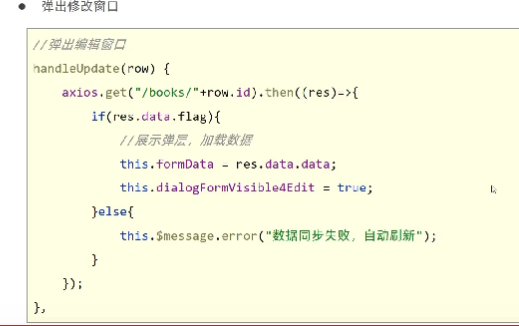 ● 弹出修改窗口
//弹出编辑窗口
handleUpdate(row) {
axios.get("/books/"+row.id).then((res)=>{
if(res.data.flag){
//展示弹层，加载数据
this.formData = res.data.data;
this.dialogFormVisible4Edit = true;
}else{
this.$message.error("数据同步失败，自动刷新");
}
});
},